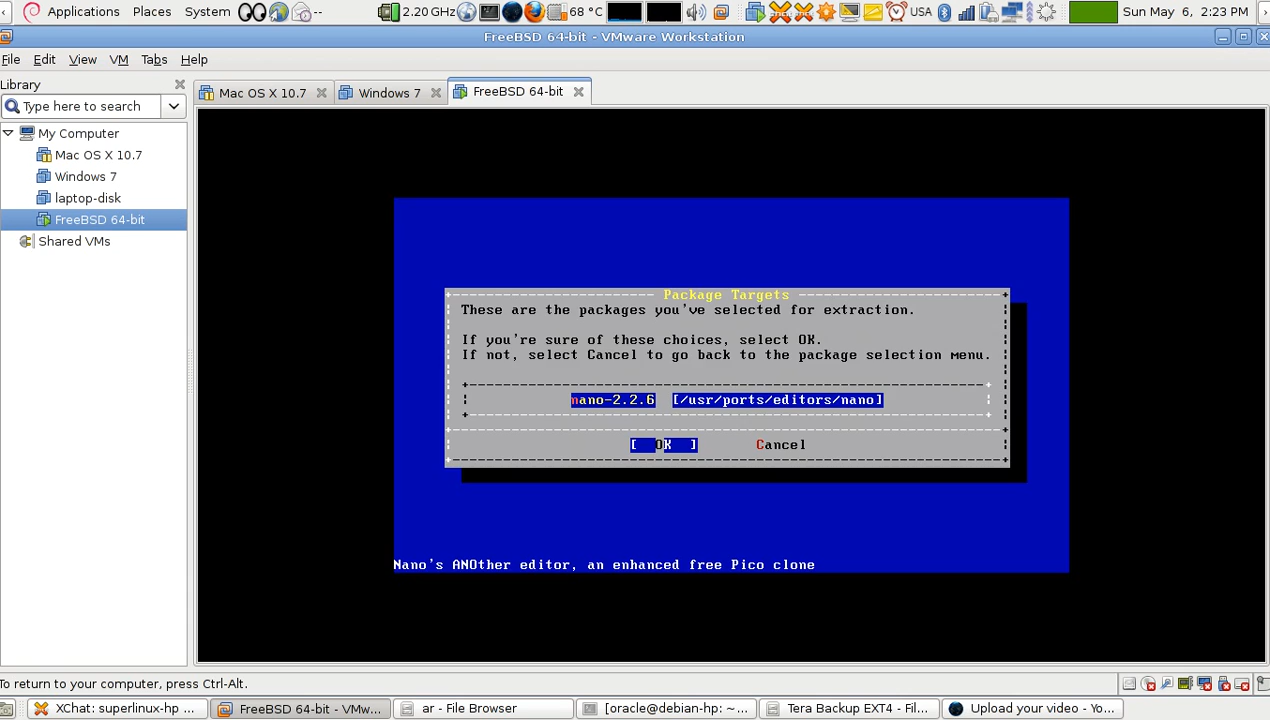 Applications Places System 2.20 GHz -- 68 °C USA Sun May 6, 2:23 PM
FreeBSD 64-bit - VMware Workstation
File Edit View VM Tabs Help
Library
Mac OS X 10.7 Windows 7 FreeBSD 64-bit
Type here to search
My Computer
Mac OS X 10.7
Windows 7
laptop-disk
FreeBSD 64-bit
Shared VMs
Package Targets
These are the packages you've selected for extraction.
If you're sure of these choices, select OK.
If not, select Cancel to go back to the package selection menu.
nano-2.2.6 [/usr/ports/editors/nano]
[ OK ] Cancel
Nano's ANOther editor, an enhanced free Pico clone
To return to your computer, press Ctrl-Alt.
XChat: superlinux-hp ... FreeBSD 64-bit - VMw... ar - File Browser [oracle@debian-hp: ~... Tera Backup EXT4 - Fil... Upload your video - Yo...